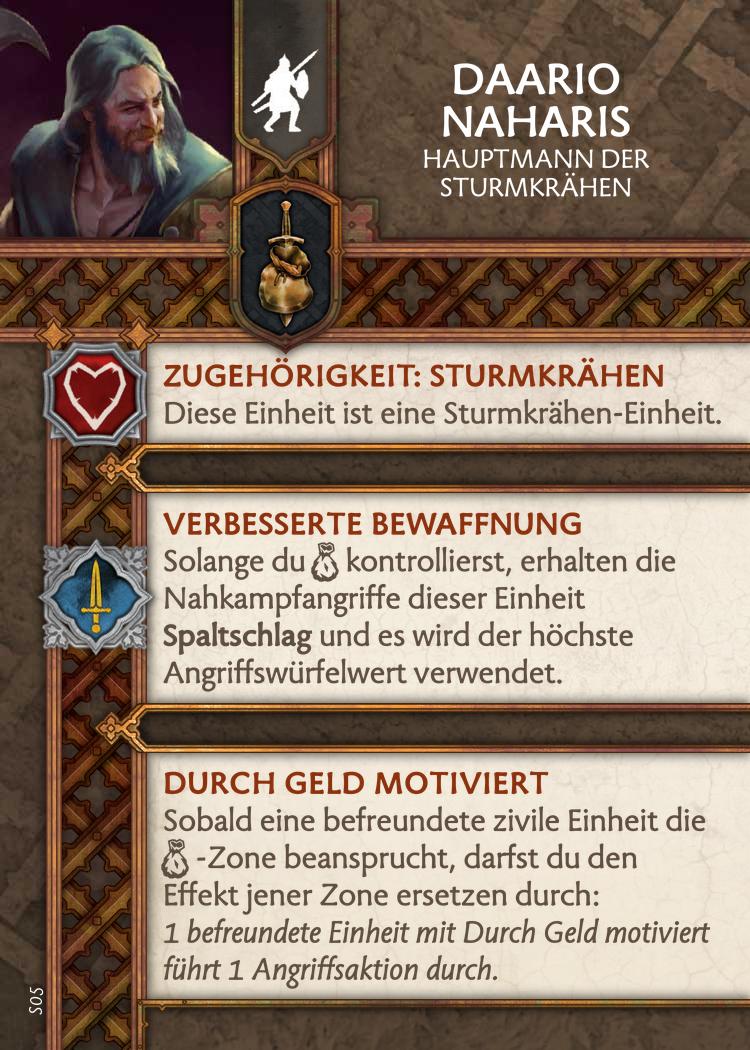 DAARIO
NAHARIS
HAUPTMANN DER
STURMKRÄHEN
ZUGEHÖRIGKEIT: STURMKRÄHEN
Diese Einheit ist eine Sturmkrähen-Einheit.
VERBESSERTE BEWAFFNUNG
Solange du kontrollierst, erhalten die
Nahkampfangriffe dieser Einheit
Spaltschlag und es wird der höchste
Angriffswürfelwert verwendet.
DURCH GELD MOTIVIERT
Sobald eine befreundete zivile Einheit die
-Zone beansprucht, darfst du den
Effekt jener Zone ersetzen durch:
1 befreundete Einheit mit Durch Geld motiviert
führt 1 Angriffsaktion durch.
S05